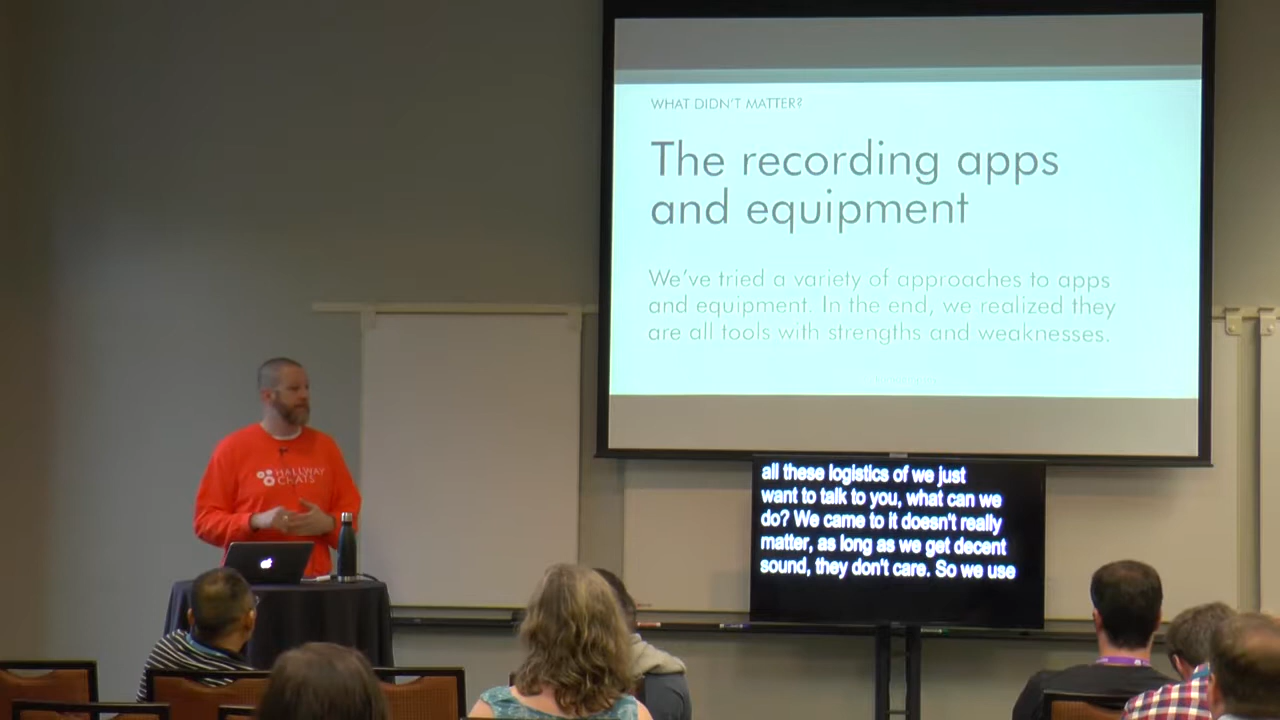 WHAT DIDN'T MATTER?
The recording apps
and equipment
We've tried a variety of approaches to apps
and equipment. In the end, we realized they
are all tools with strengths and weaknesses.
HALLWAY
CHATS
all these logistics of we just
want to talk to you, what can we
do? We came to it doesn't really
matter, as long as we get decent
sound, they don't care. So we use